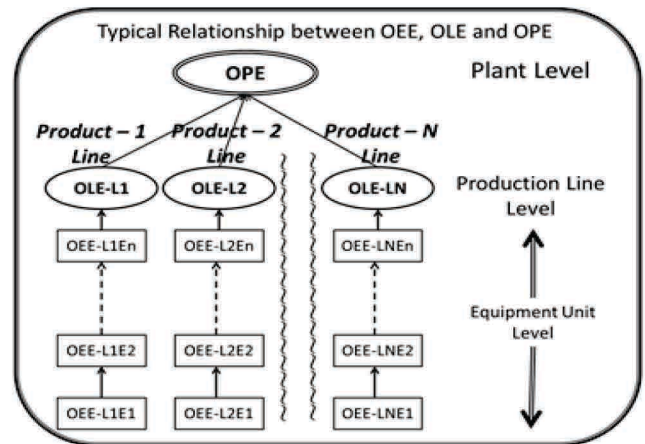 Typical Relationship between OEE, OLE and OPE
OPE
Plant Level
Product – 1
Line
Product – 2
Line
Product – N
Line
OLE-L1
OLE-L2
OLE-LN
Production Line
Level
OEE-L1En
OEE-L2En
OEE-LNEn
Equipment Unit
Level
OEE-L1E2
OEE-L2E2
OEE-LNE2
OEE-L1E1
OEE-L2E1
OEE-LNE1